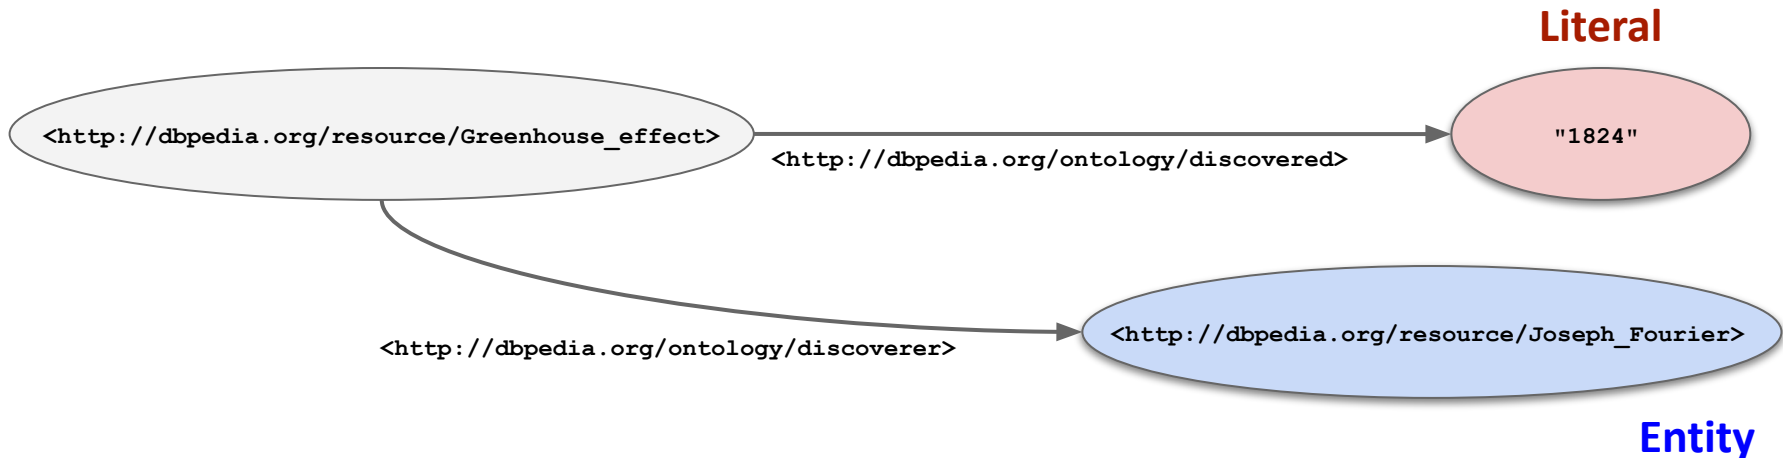 Literal
<http://dbpedia.org/resource/Greenhouse_effect>
"1824"
<http://dbpedia.org/ontology/discovered>
<http://dbpedia.org/resource/Joseph_Fourier>
<http://dbpedia.org/ontology/discoverer>
Entity